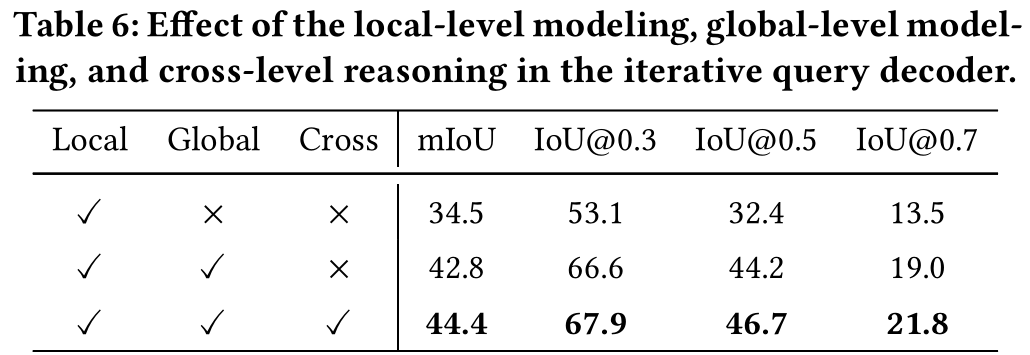 Table 6: Effect of the local-level modeling, global-level model-
ing, and cross-level reasoning in the iterative query decoder.
Local Global Cross mIoU IoU@0.3 IoU@0.5 IoU@0.7
✓ × × 34.5 53.1 32.4 13.5
✓ ✓ × 42.8 66.6 44.2 19.0
✓ ✓ ✓ 44.4 67.9 46.7 21.8